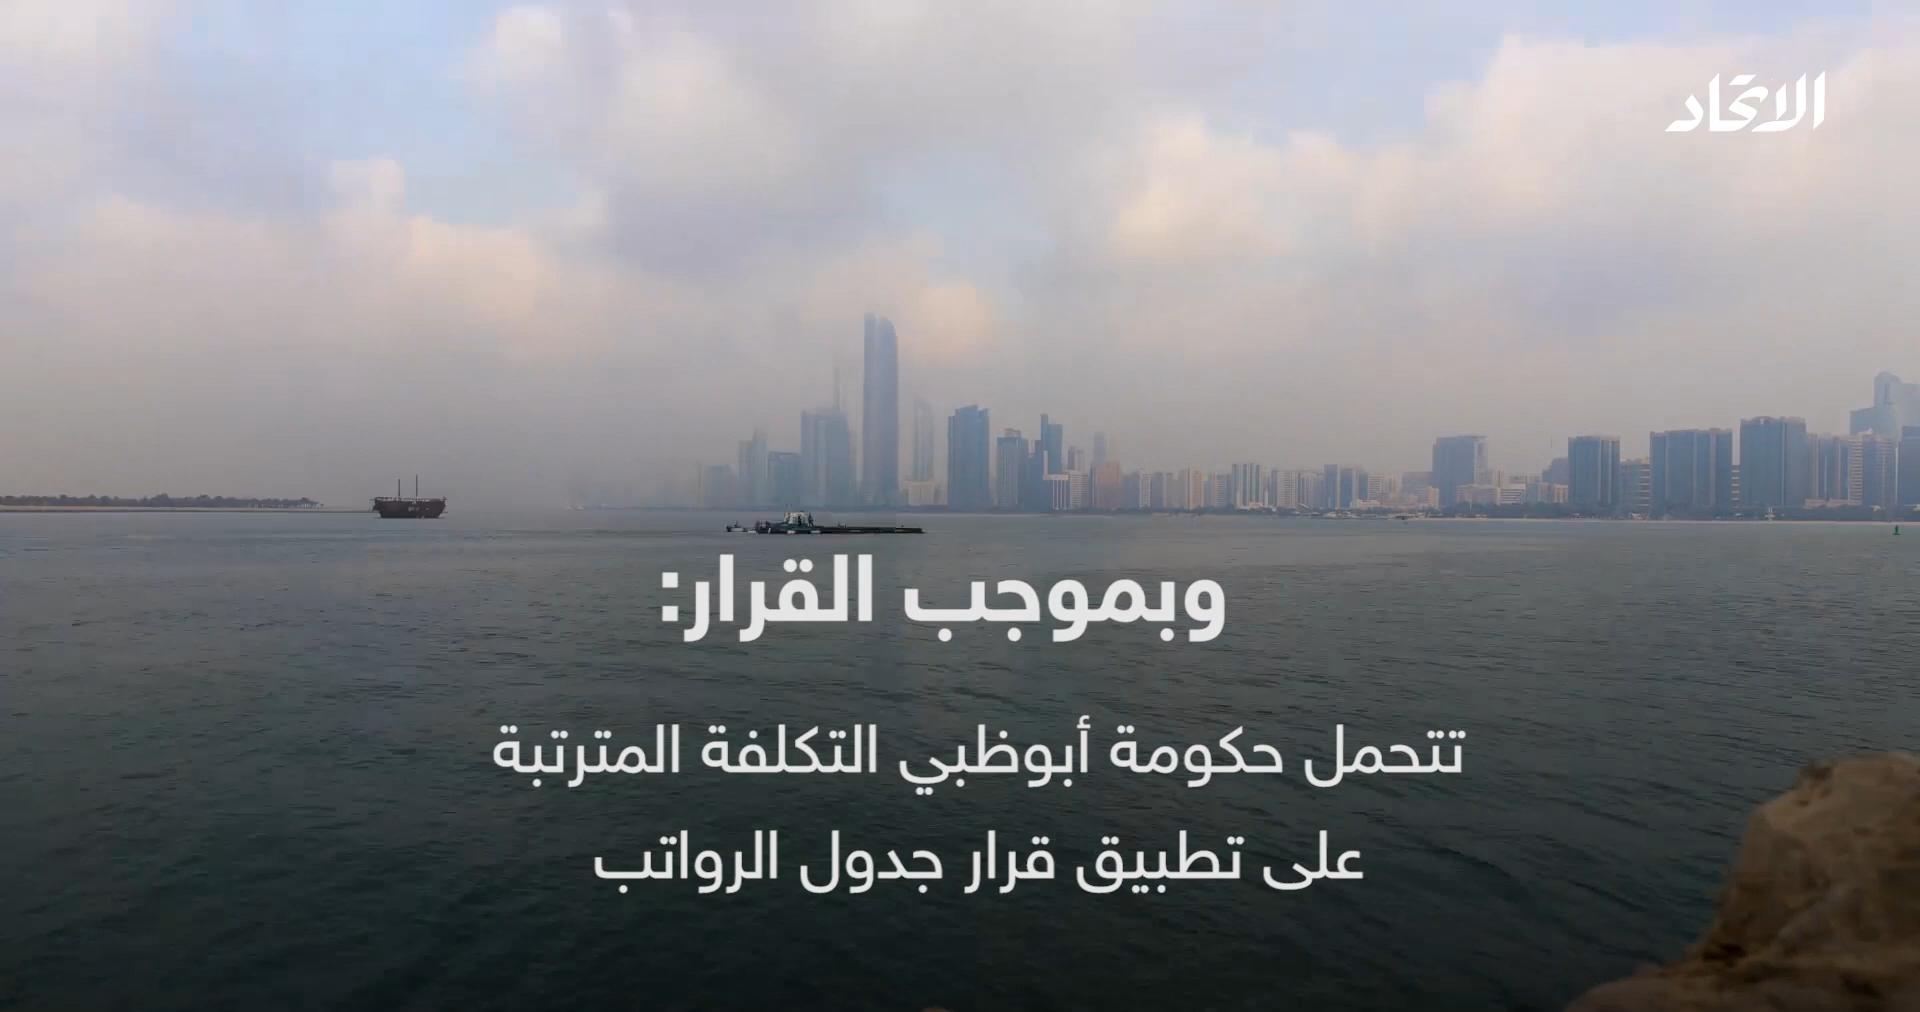 الاتحاد
وبموجب القرار:
تتحمل حكومة أبوظبي التكلفة المترتبة
على تطبيق قرار جدول الرواتب